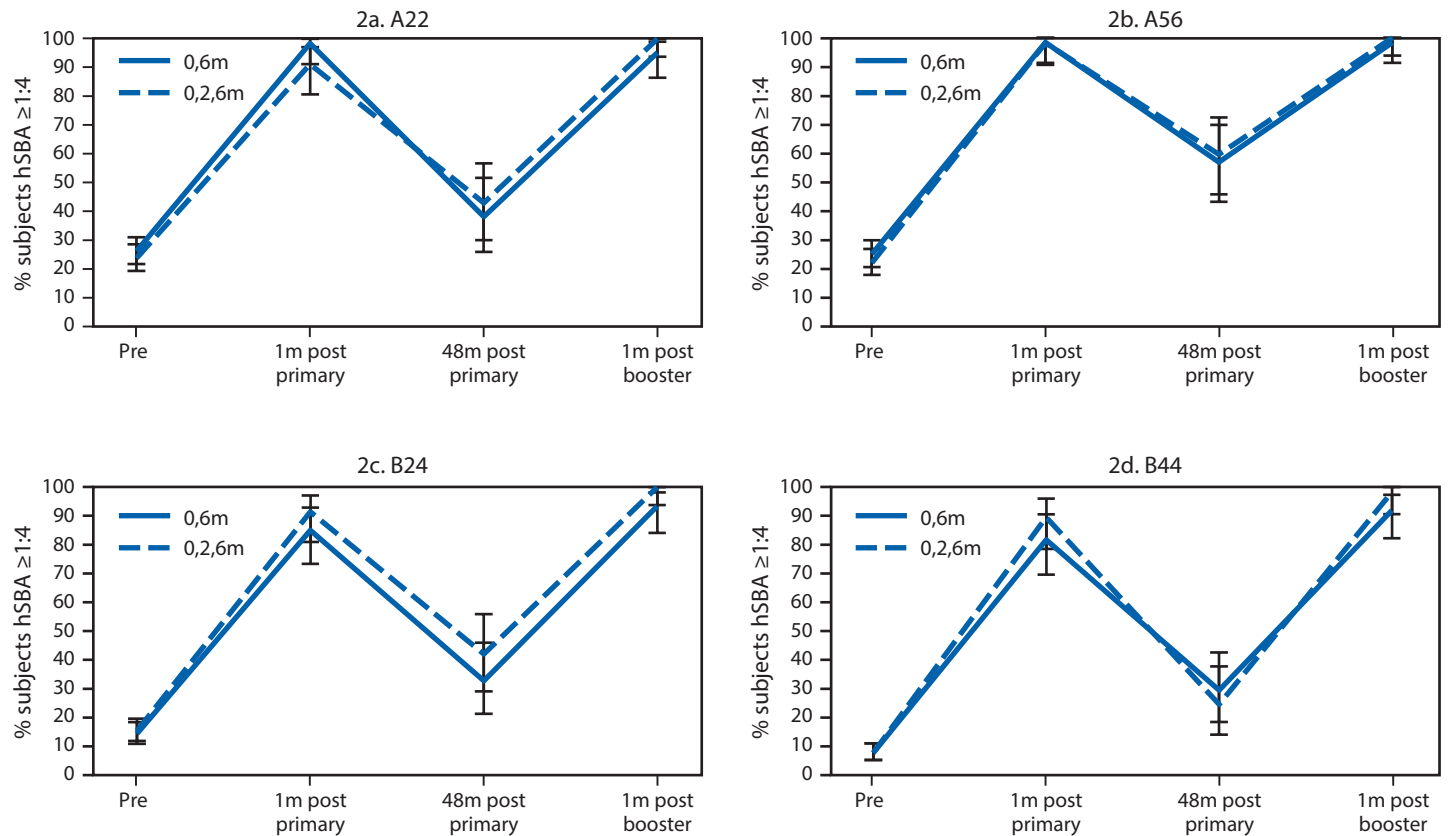 2a. A22
% subjects hSBA ≥1:4
100
90
80
70
60
50
40
30
20
10
0
0,6m
0,2,6m
Pre
1m post
primary
48m post
primary
1m post
booster
2b. A56
% subjects hSBA ≥1:4
100
90
80
70
60
50
40
30
20
10
0
0,6m
0,2,6m
Pre
1m post
primary
48m post
primary
1m post
booster
2c. B24
% subjects hSBA ≥1:4
100
90
80
70
60
50
40
30
20
10
0
0,6m
0,2,6m
Pre
1m post
primary
48m post
primary
1m post
booster
2d. B44
% subjects hSBA ≥1:4
100
90
80
70
60
50
40
30
20
10
0
0,6m
0,2,6m
Pre
1m post
primary
48m post
primary
1m post
booster